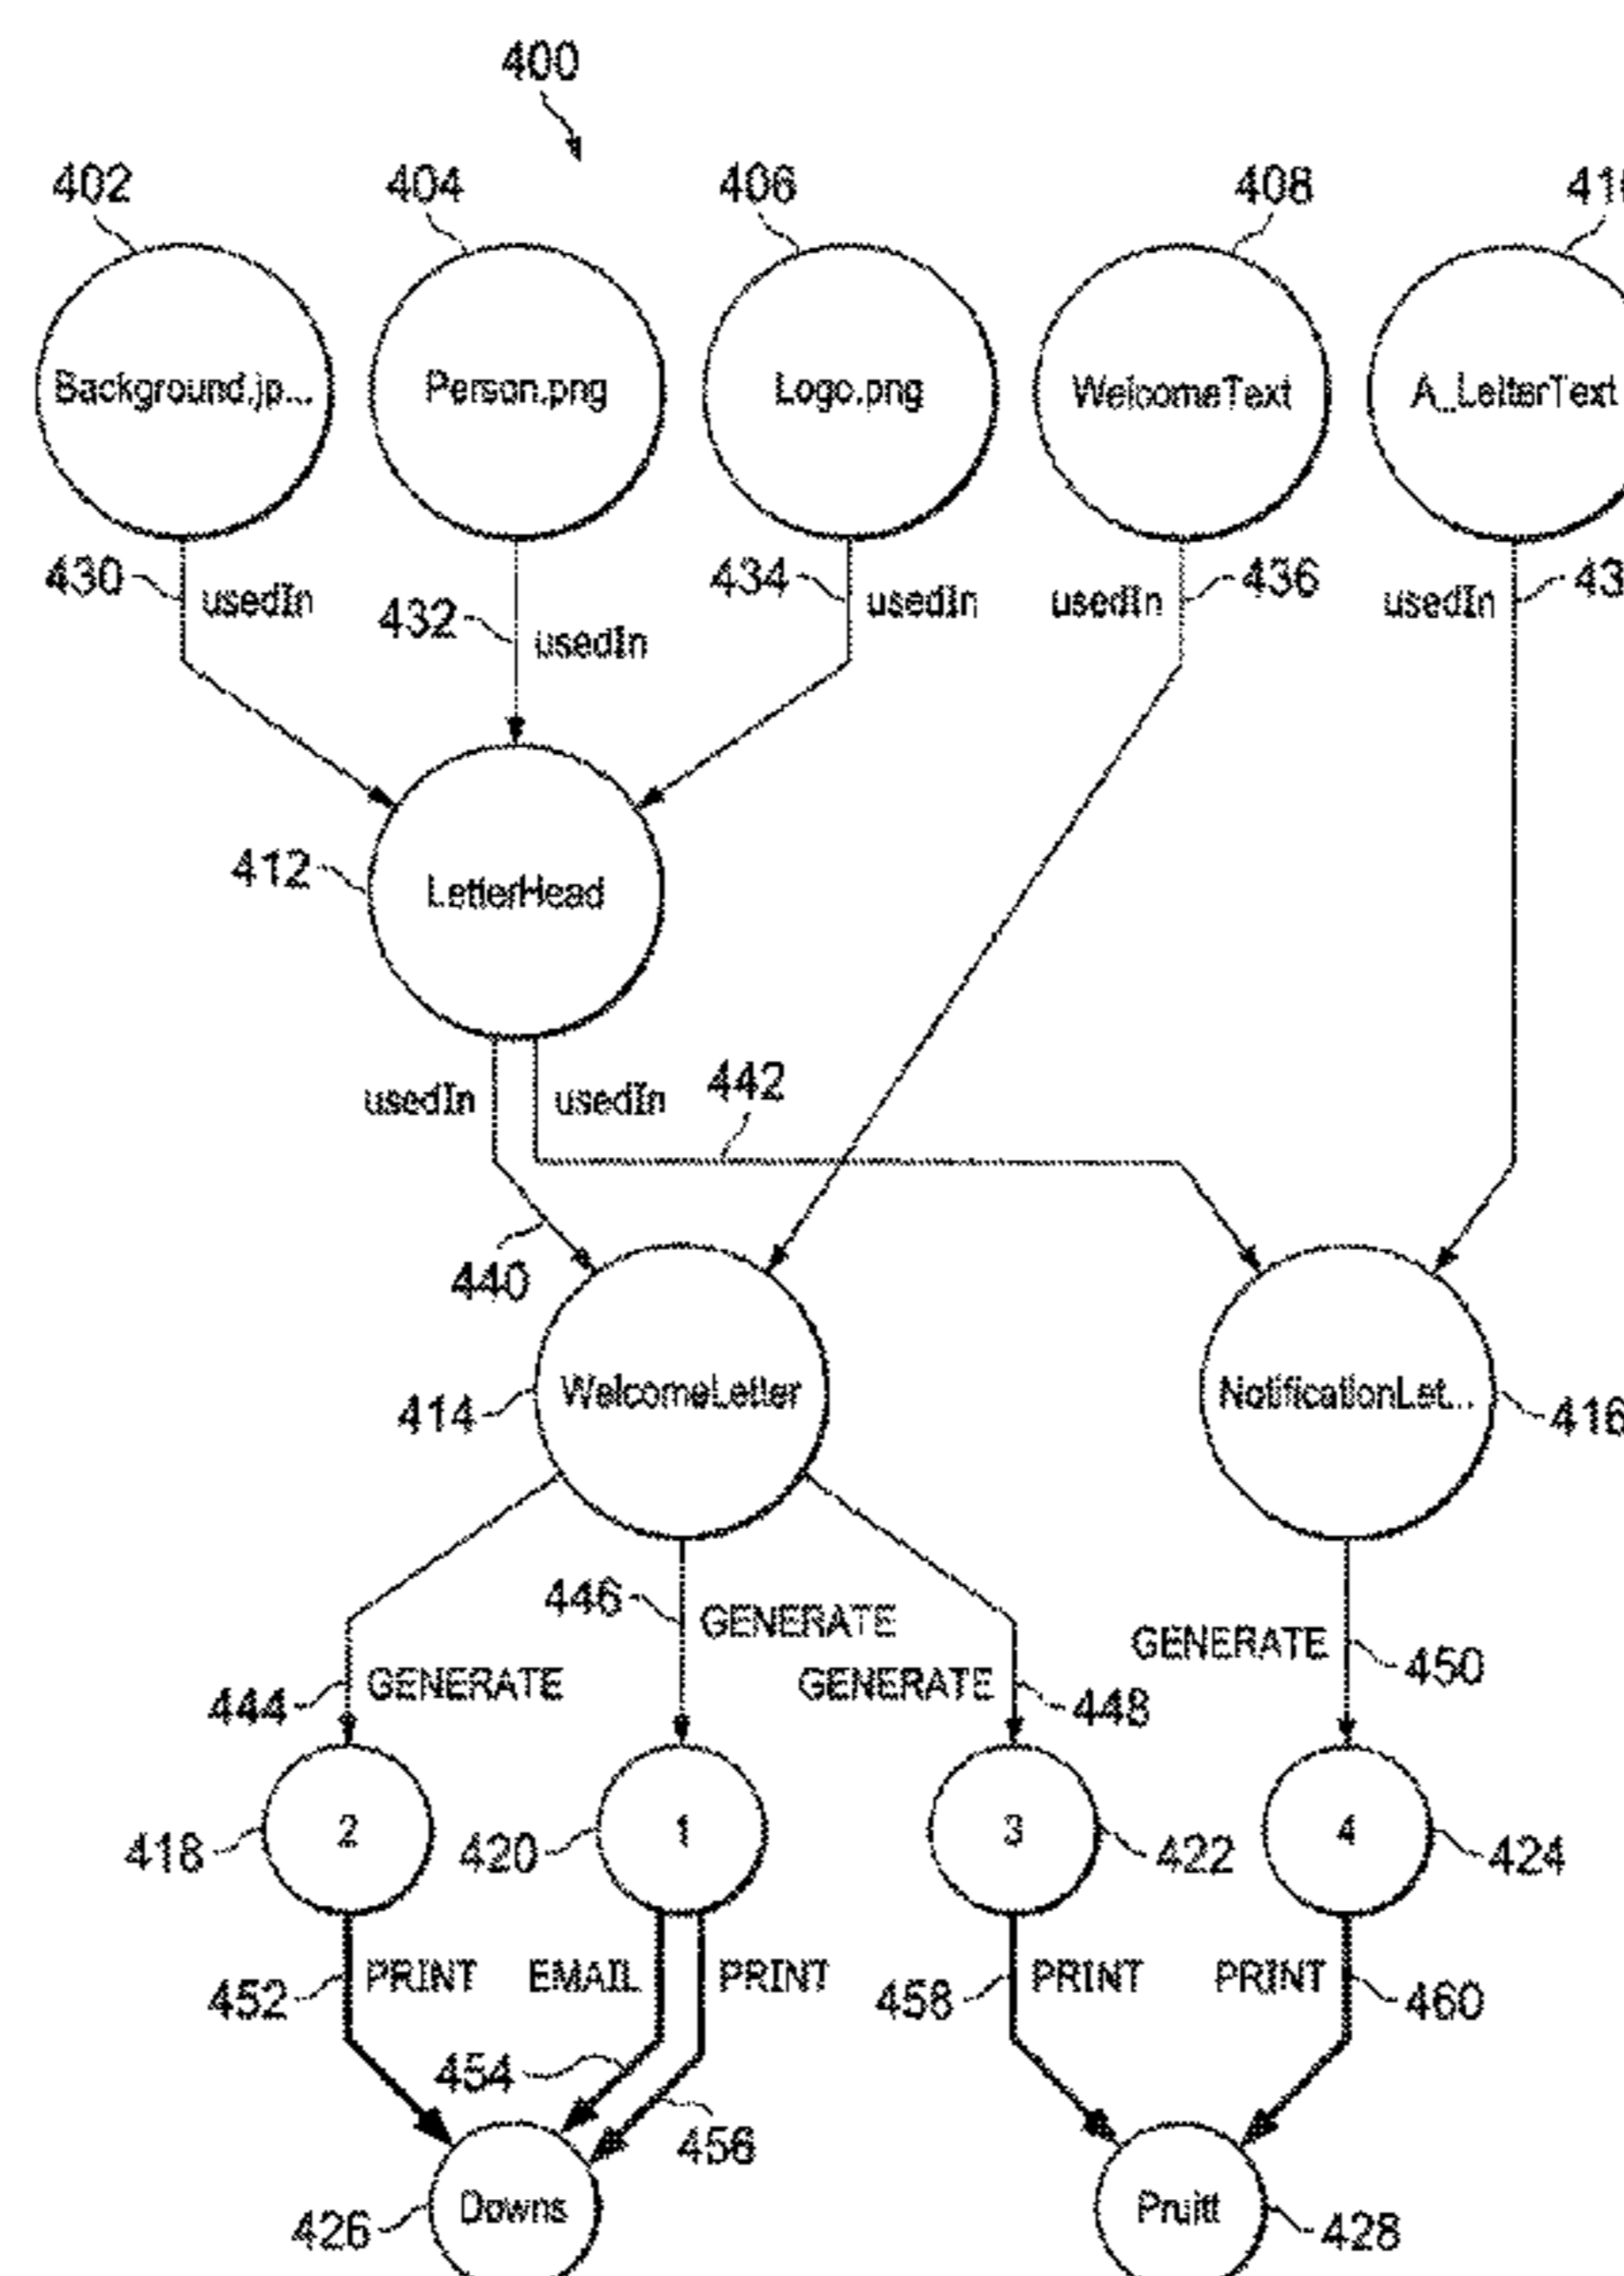 400
402 404 406 408
Background.jp... Person.png Logo.png WelcomeText A_LetterText
430 usedIn 432 usedIn 434 usedIn usedIn 436 usedIn
412 LetterHead
usedIn usedIn 442
440
414 WelcomeLetter NotificationLet... 416
446 GENERATE GENERATE 450
444 GENERATE GENERATE 448
418 2 420 1 3 422 4 424
452 PRINT EMAIL PRINT 458 PRINT PRINT 460
454 456
426 Downs Pruitt 428